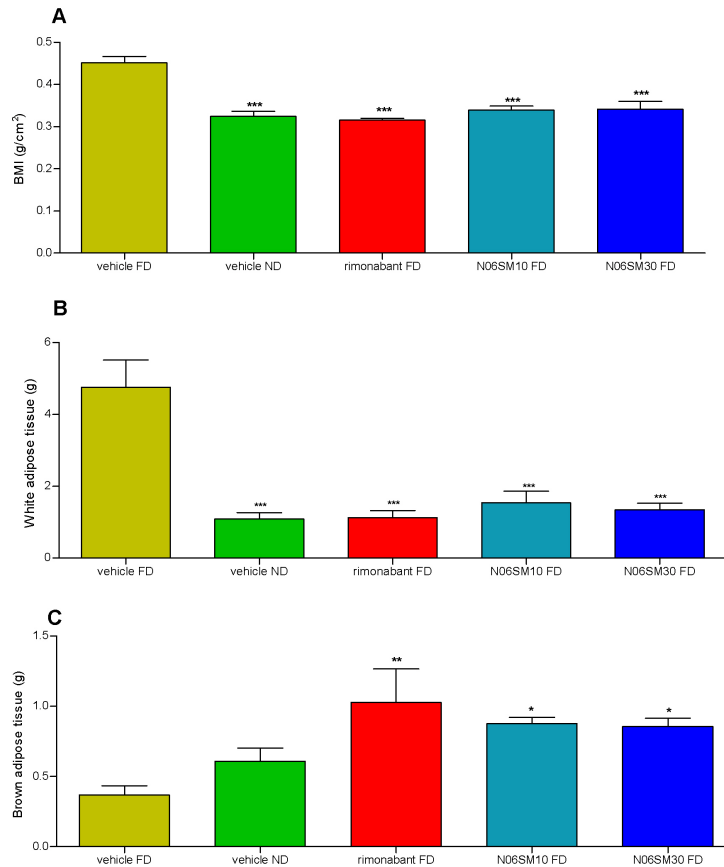 A
0.5
0.4
0.3
0.2
0.1
0.0
BMI (g/cm²)
***
***
***
***
vehicle FD
vehicle ND
rimonabant FD
N06SM10 FD
N06SM30 FD
B
6
4
2
0
White adipose tissue (g)
***
***
***
***
vehicle FD
vehicle ND
rimonabant FD
N06SM10 FD
N06SM30 FD
C
1.5
1.0
0.5
0.0
Brown adipose tissue (g)
**
*
*
vehicle FD
vehicle ND
rimonabant FD
N06SM10 FD
N06SM30 FD